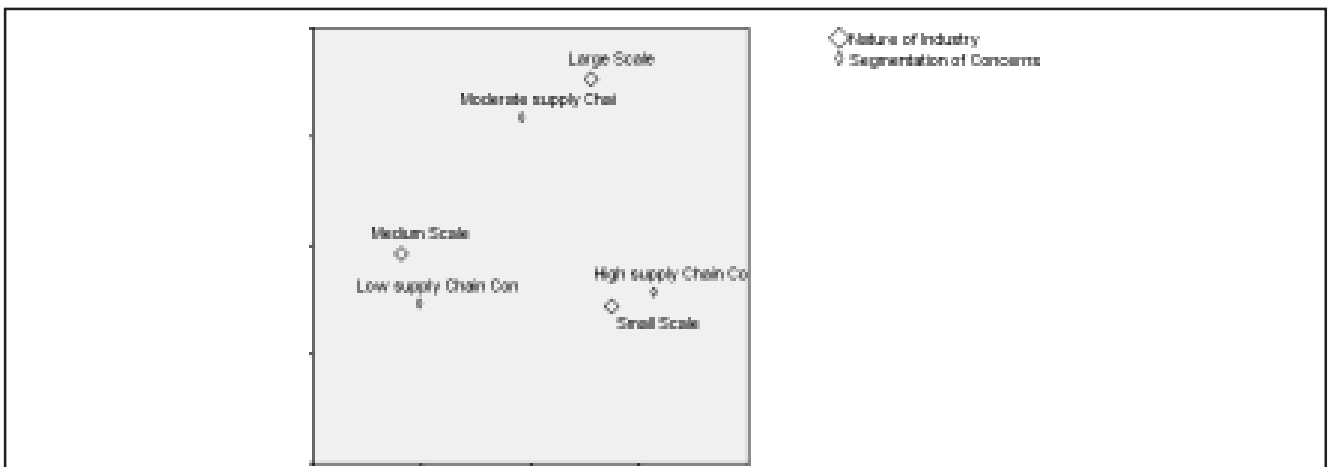 Large Scale
Moderate supply Chai
Medium Scale
Low supply Chain Con
High supply Chain Co
Small Scale
Nature of Industry
Segmentation of Concerns